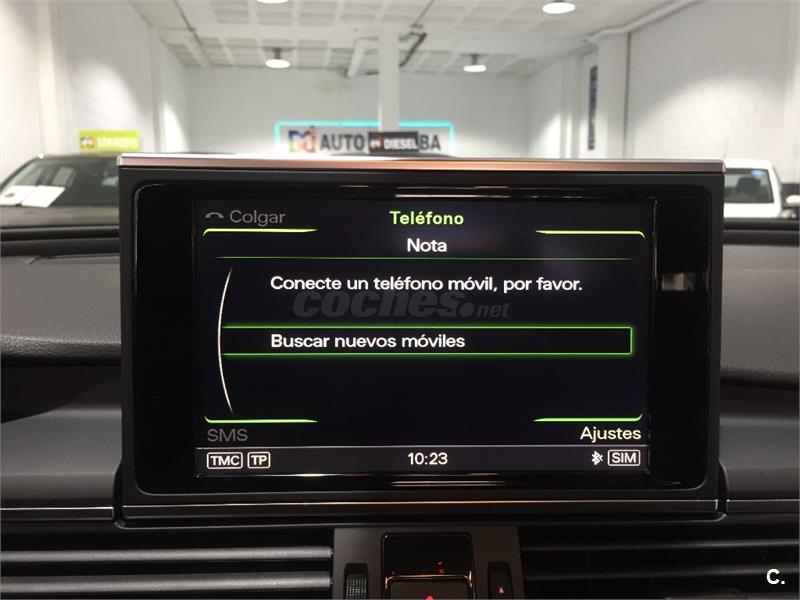 AUTO DIESEL BA
Colgar
Teléfono
Nota
Conecte un teléfono móvil, por favor.
coches.net
Buscar nuevos móviles
SMS
Ajustes
TMC TP
10:23
SIM
C.